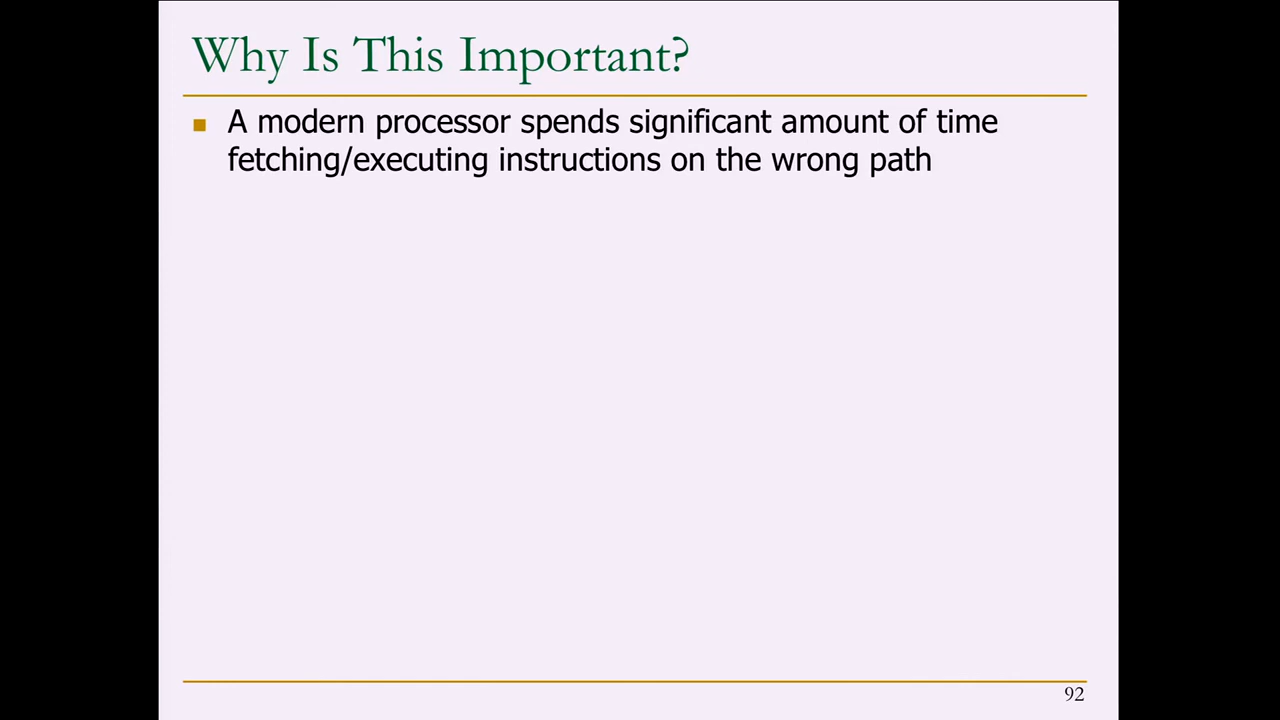 Why Is This Important?
A modern processor spends significant amount of time
fetching/executing instructions on the wrong path
92